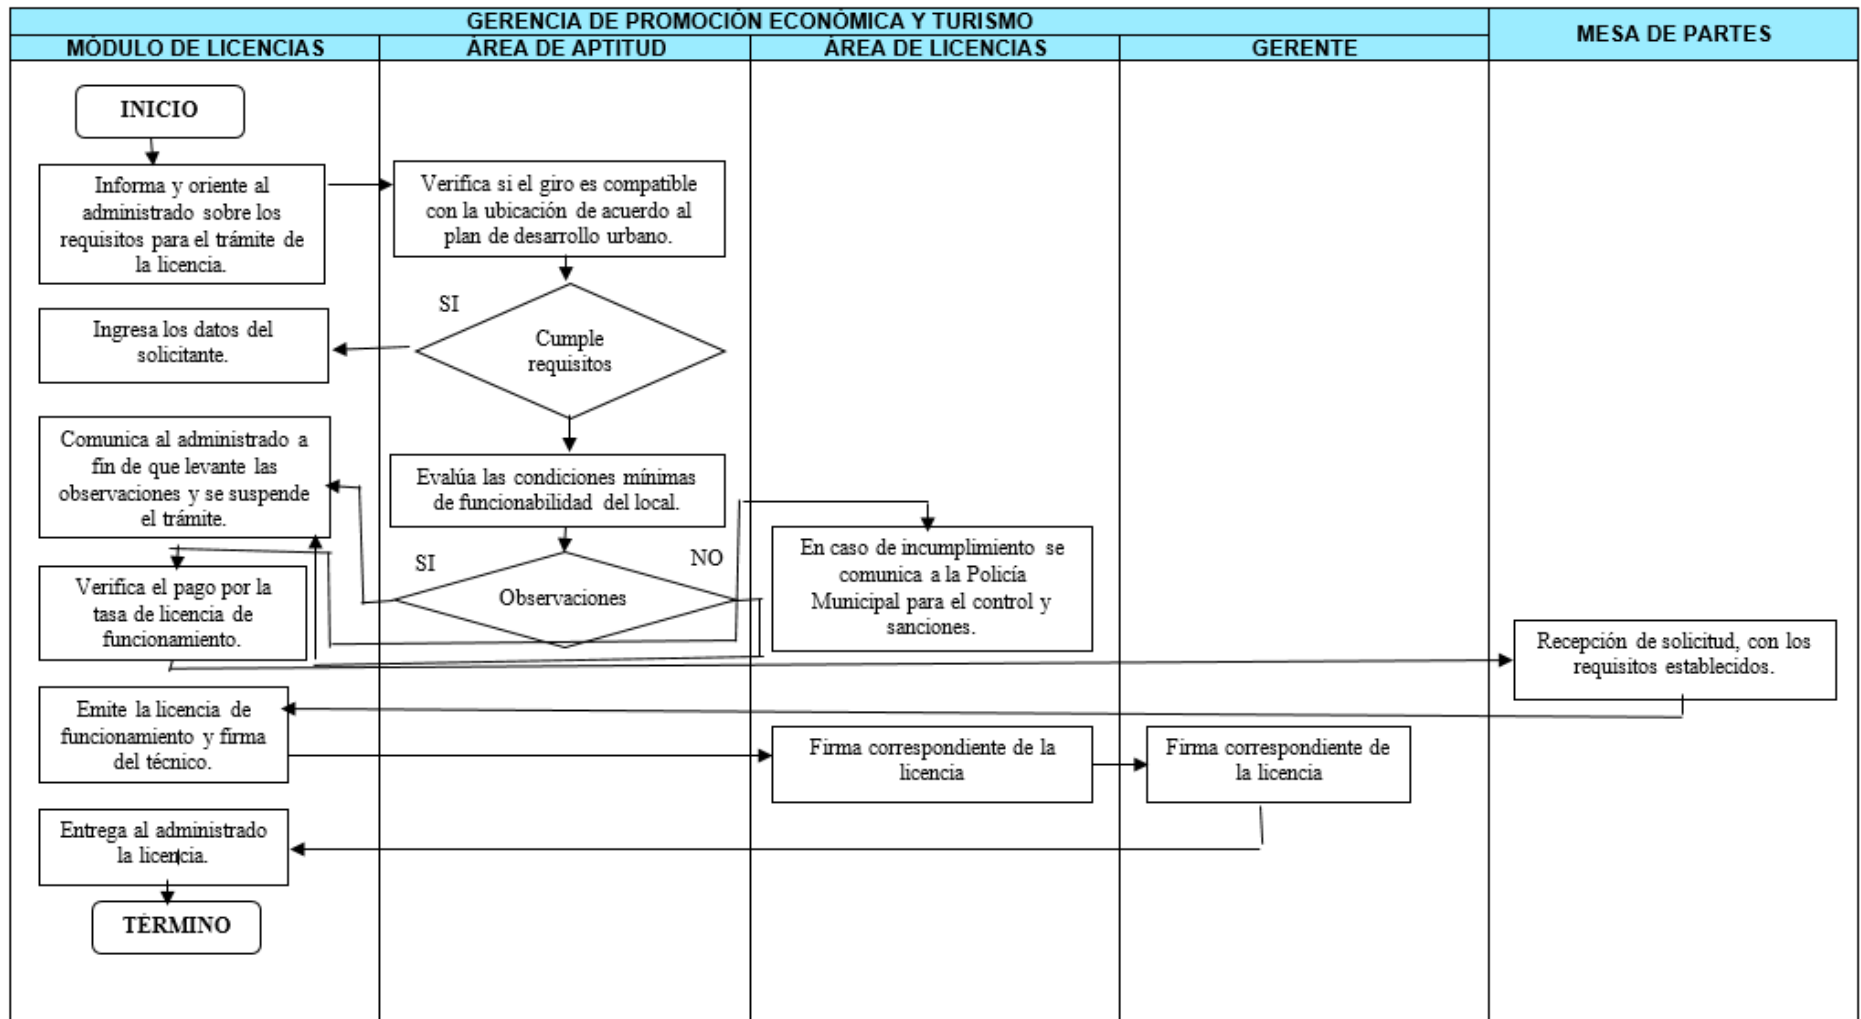 GERENCIA DE PROMOCIÓN ECONÓMICA Y TURISMO
MESA DE PARTES
MÓDULO DE LICENCIAS
ÁREA DE APTITUD
ÁREA DE LICENCIAS
GERENTE
INICIO
Informa y oriente al
administrado sobre los
requisitos para el trámite de
la licencia.
Verifica si el giro es compatible
con la ubicación de acuerdo al
plan de desarrollo urbano.
SI
Cumple
requisitos
Ingresa los datos del
solicitante.
Comunica al administrado a
fin de que levante las
observaciones y se suspende
el trámite.
Evalúa las condiciones mínimas
de funcionabilidad del local.
SI
NO
Observaciones
En caso de incumplimiento se
comunica a la Policía
Municipal para el control y
sanciones.
Verifica el pago por la
tasa de licencia de
funcionamiento.
Recepción de solicitud, con los
requisitos establecidos.
Emite la licencia de
funcionamiento y firma
del técnico.
Firma correspondiente de la
licencia
Firma correspondiente de
la licencia
Entrega al administrado
la licencia.
TÉRMINO